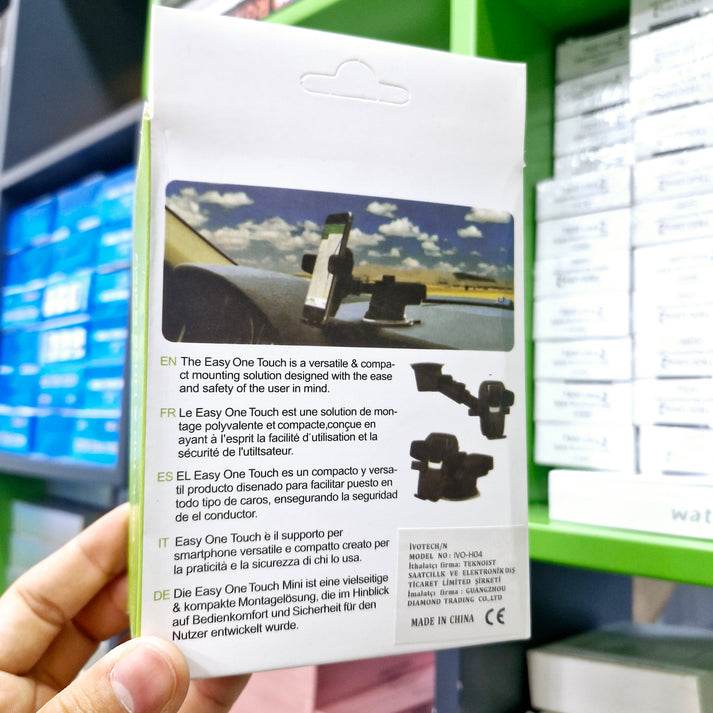 EN The Easy One Touch is a versatile & compa-
ct mounting solution designed with the ease
and safety of the user in mind.
FR Le Easy One Touch est une solution de mon-
tage polyvalente et compacte,conçue en
ayant à l'esprit la facilité d'utilisation et la
sécurité de l'utiltsateur.
ES EL Easy One Touch es un compacto y versa-
til producto disenado para facilitar puesto en
todo tipo de caros, ensegurando la seguridad
de el conductor.
IT Easy One Touch è il supporto per
smartphone versatile e compatto creato per
la praticità e la sicurezza di chi lo usa.
DE Die Easy One Touch Mini ist eine vielseitige
& kompakte Montagelösung, die im Hinblick
auf Bedienkomfort und Sicherheit für den
Nutzer entwickelt wurde.
İVOTECH/N
MODEL NO : IVO-H04
İthalatçı firma: TEKNOIST
SAATCILIK VE ELEKTRONİK DIŞ
TİCARET LİMİTED ŞİRKETİ
İmalatçı firma : GUANGZHOU
DIAMOND TRADING CO.,LTD
MADE IN CHINA CE
wat